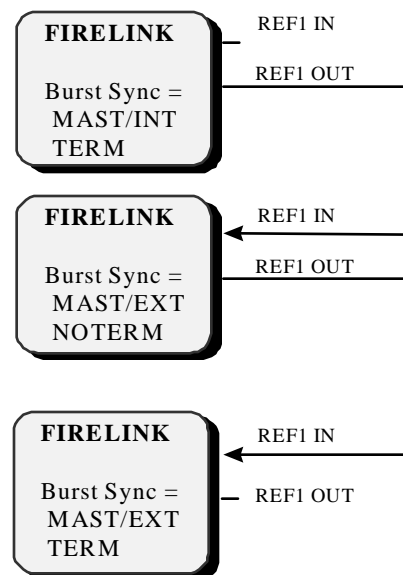 FIRELINK
REF1 IN
REF1 OUT
Burst Sync =
MAST/INT
TERM
FIRELINK
REF1 IN
REF1 OUT
Burst Sync =
MAST/EXT
NOTERM
FIRELINK
REF1 IN
Burst Sync =
REF1 OUT
MAST/EXT
TERM